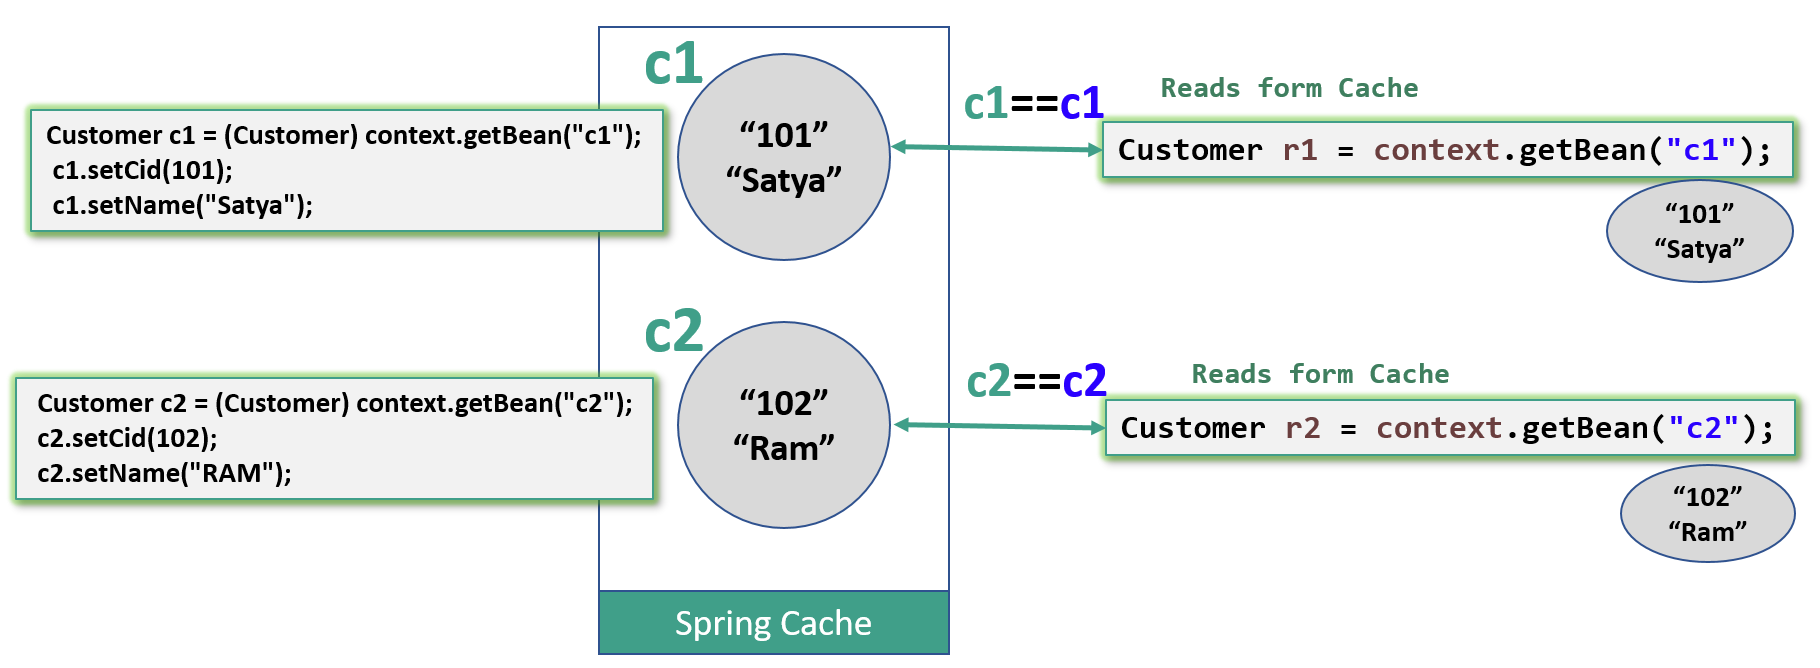 c1
Customer c1 = (Customer) context.getBean("c1");
c1.setCid(101);
c1.setName("Satya");
“101”
“Satya”
c1==c1
Reads form Cache
Customer r1 = context.getBean("c1");
“101”
“Satya”
c2
Customer c2 = (Customer) context.getBean("c2");
c2.setCid(102);
c2.setName("RAM");
“102”
“Ram”
c2==c2
Reads form Cache
Customer r2 = context.getBean("c2");
“102”
“Ram”
Spring Cache